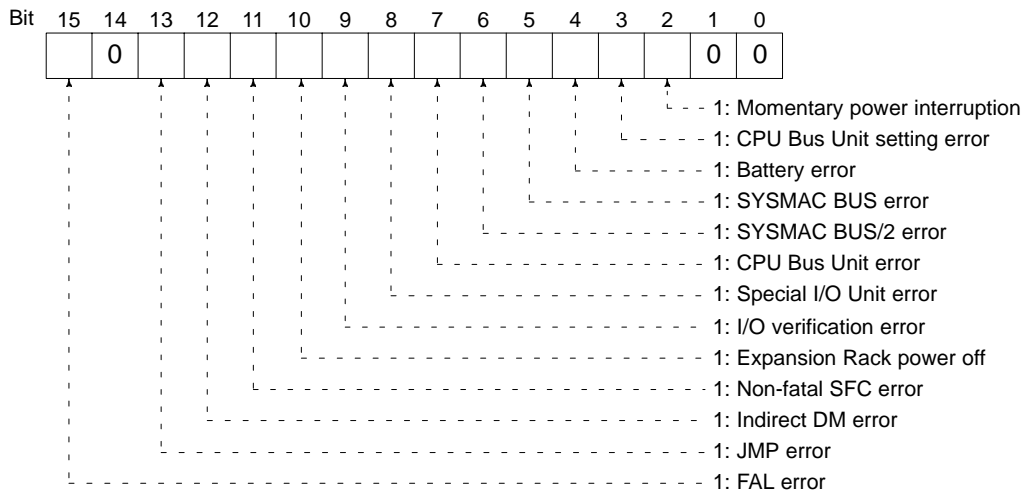 Bit 15 14 13 12 11 10 9 8 7 6 5 4 3 2 1 0
0 0 0
1: Momentary power interruption
1: CPU Bus Unit setting error
1: Battery error
1: SYSMAC BUS error
1: SYSMAC BUS/2 error
1: CPU Bus Unit error
1: Special I/O Unit error
1: I/O verification error
1: Expansion Rack power off
1: Non-fatal SFC error
1: Indirect DM error
1: JMP error
1: FAL error